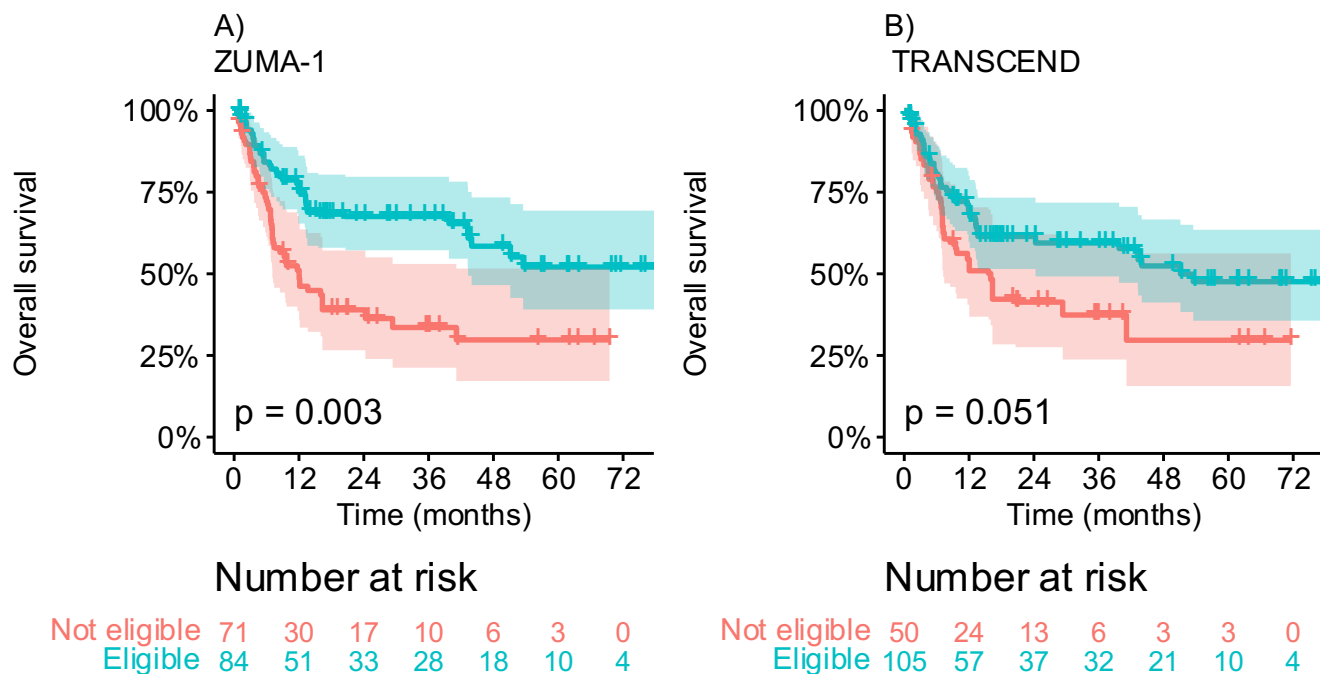 A)
ZUMA-1
Overall survival
100%
75%
50%
25%
0%
p = 0.003
0 12 24 36 48 60 72
Time (months)
Number at risk
Not eligible 71 30 17 10 6 3 0
Eligible 84 51 33 28 18 10 4
B)
TRANSCEND
Overall survival
100%
75%
50%
25%
0%
p = 0.051
0 12 24 36 48 60 72
Time (months)
Number at risk
Not eligible 50 24 13 6 3 3 0
Eligible 105 57 37 32 21 10 4